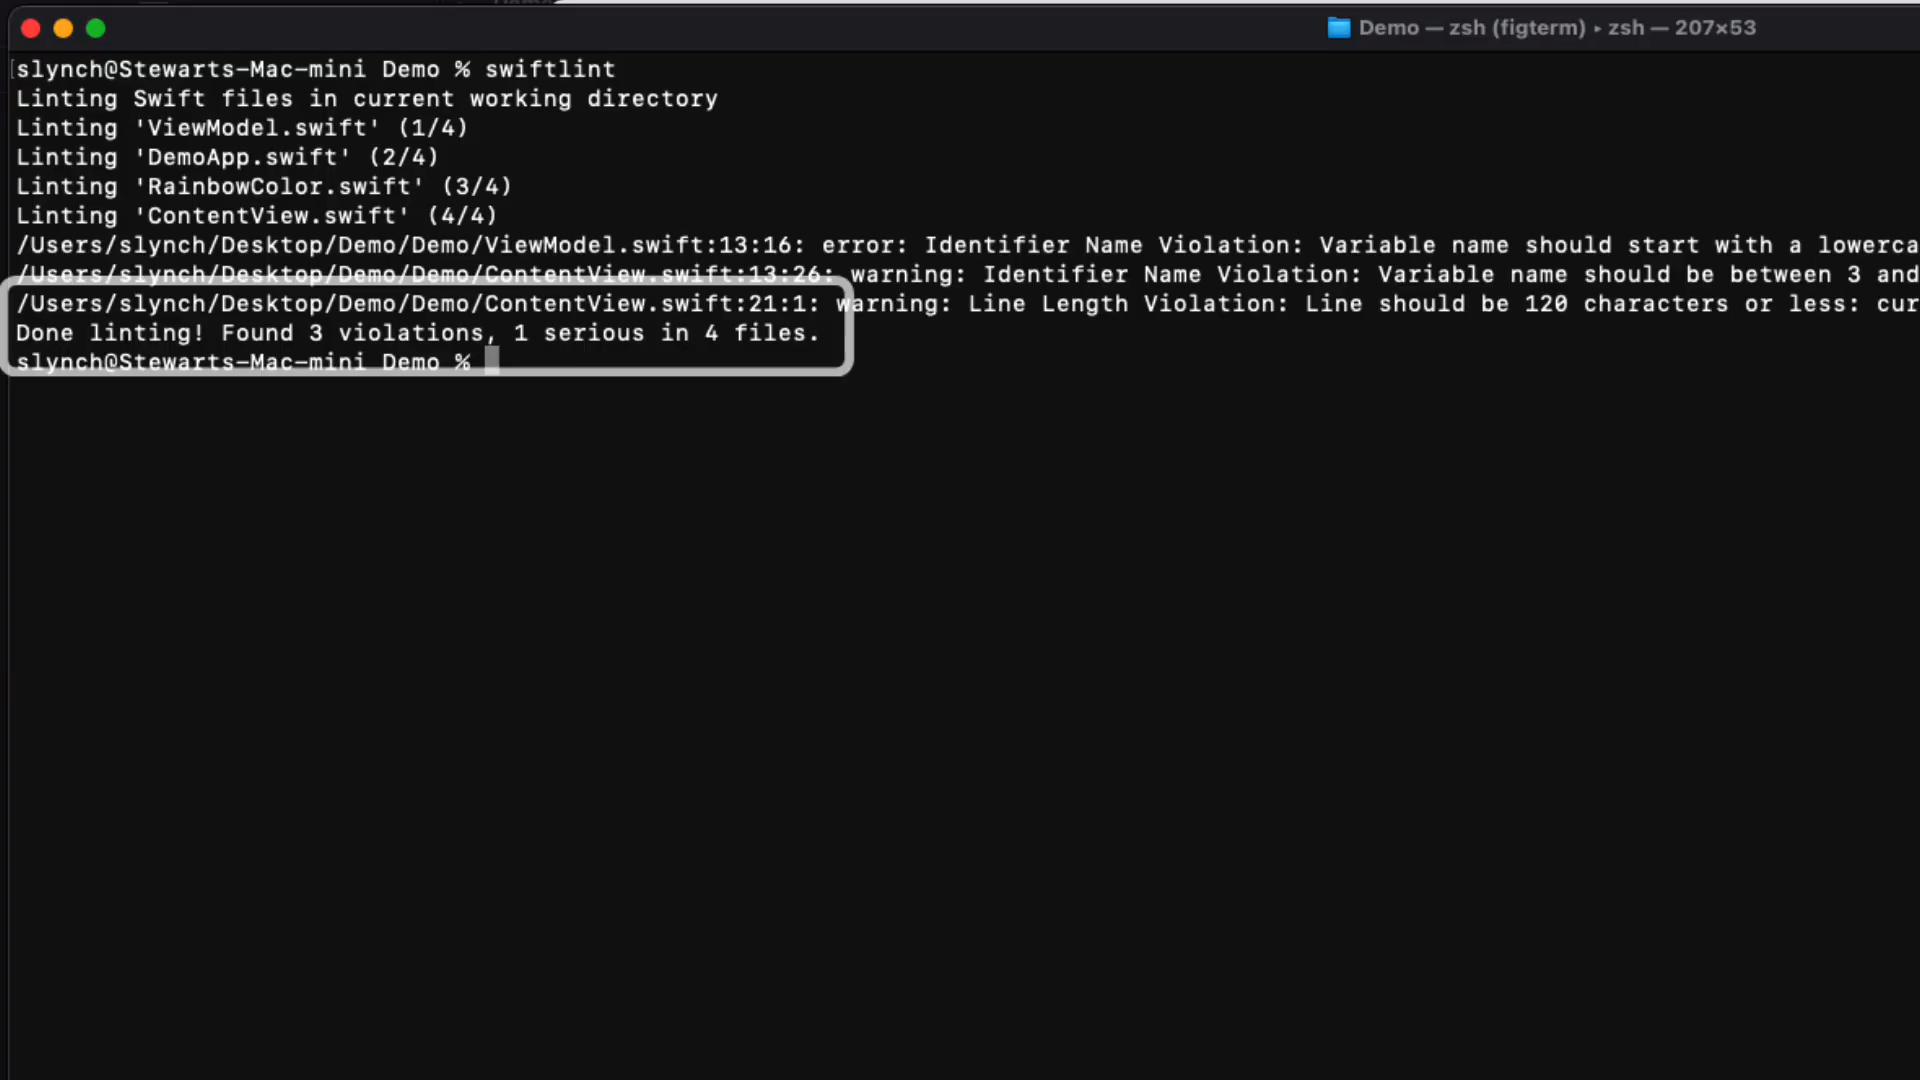 Demo — zsh (figterm) ▸ zsh — 207×53
[slynch@Stewarts-Mac-mini Demo % swiftlint
Linting Swift files in current working directory
Linting 'ViewModel.swift' (1/4)
Linting 'DemoApp.swift' (2/4)
Linting 'RainbowColor.swift' (3/4)
Linting 'ContentView.swift' (4/4)
/Users/slynch/Desktop/Demo/Demo/ViewModel.swift:13:16: error: Identifier Name Violation: Variable name should start with a lowerca
/Users/slynch/Desktop/Demo/Demo/ContentView.swift:13:26: warning: Identifier Name Violation: Variable name should be between 3 and
/Users/slynch/Desktop/Demo/Demo/ContentView.swift:21:1: warning: Line Length Violation: Line should be 120 characters or less: cur
Done linting! Found 3 violations, 1 serious in 4 files.
slynch@Stewarts-Mac-mini Demo %